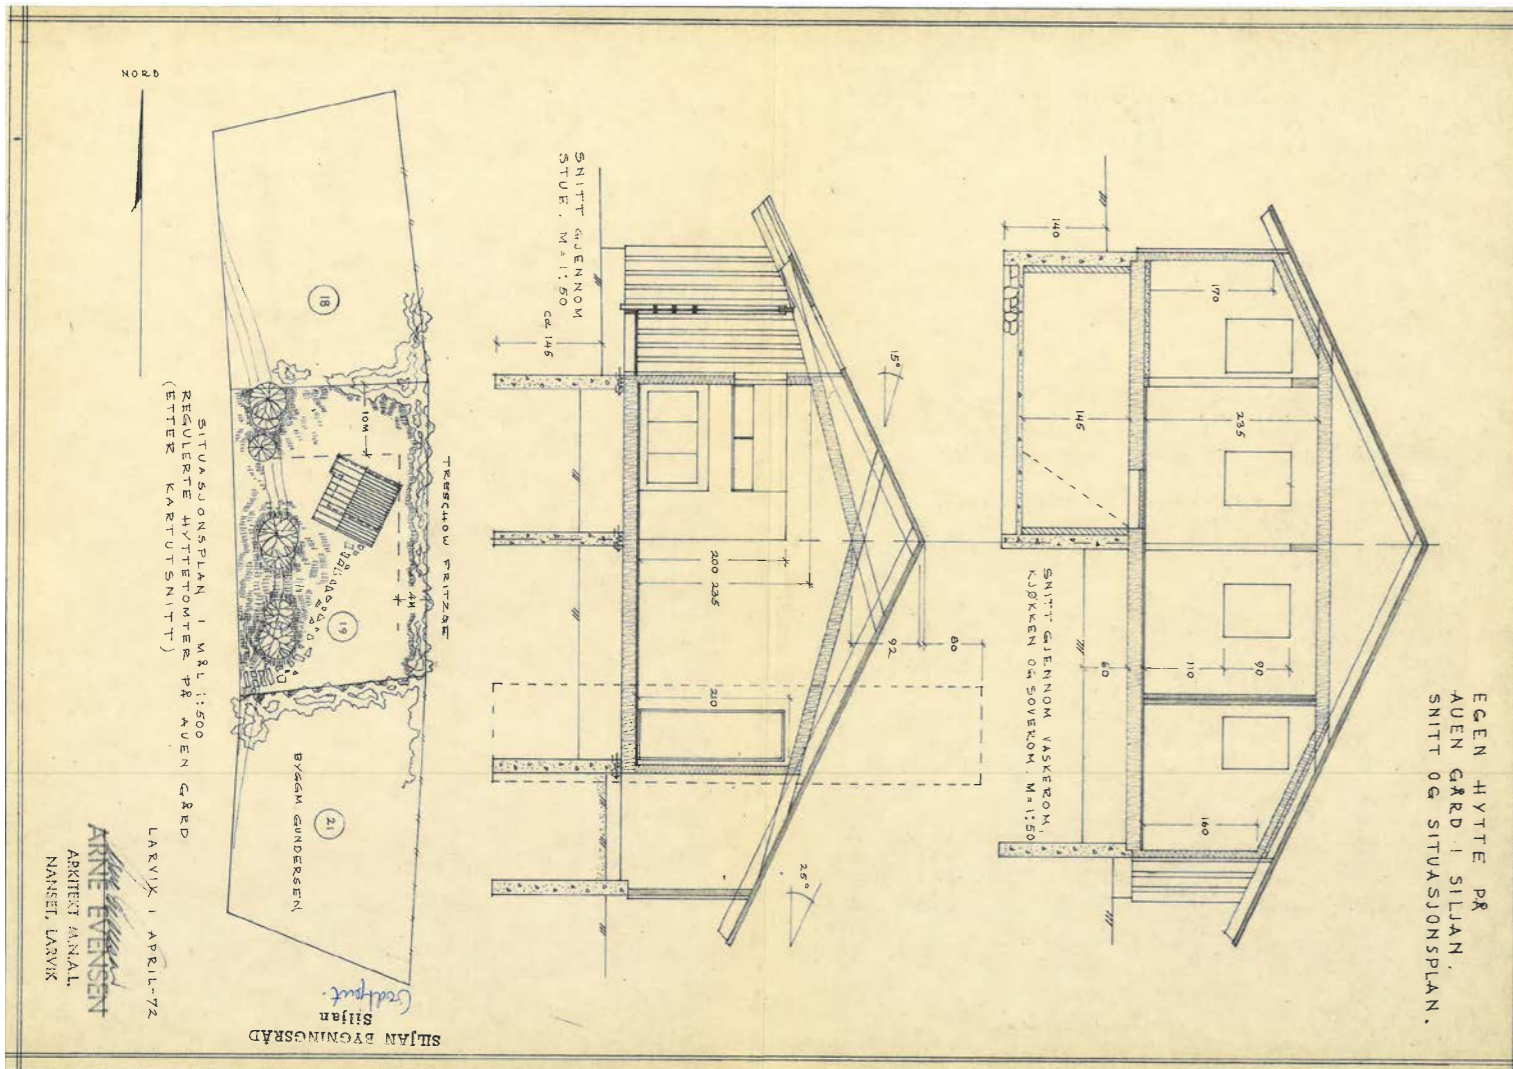 EGEN HYTTE PÅ
AUEN GÅRD I SILJAN.
SNITT OG SITUASJONSPLAN.
140
170
145
235
60
110
90
160
SNITT GJENNOM VASKEROM,
KJØKKEN OG SOVEROM. M=1:50
SNITT GJENNOM
STUE. M=1:50
ca 145
15°
200
235
92
80
210
25°
NORD
18
10M
TRESCHOW FRITZØE
4M
19
BYGGM GUNDERSEN
21
SITUASJONSPLAN I MÅL 1:500
REGULERTE HYTTETOMTER PÅ AUEN GÅRD
(ETTER KARTUTSNITT)
LARVIK I APRIL-72
ARNE EVENSEN
ARKITEKT M.N.A.L.
NANSET, LARVIK
SILJAN BYGNINGSRÅD
Siljan
Godkjent.